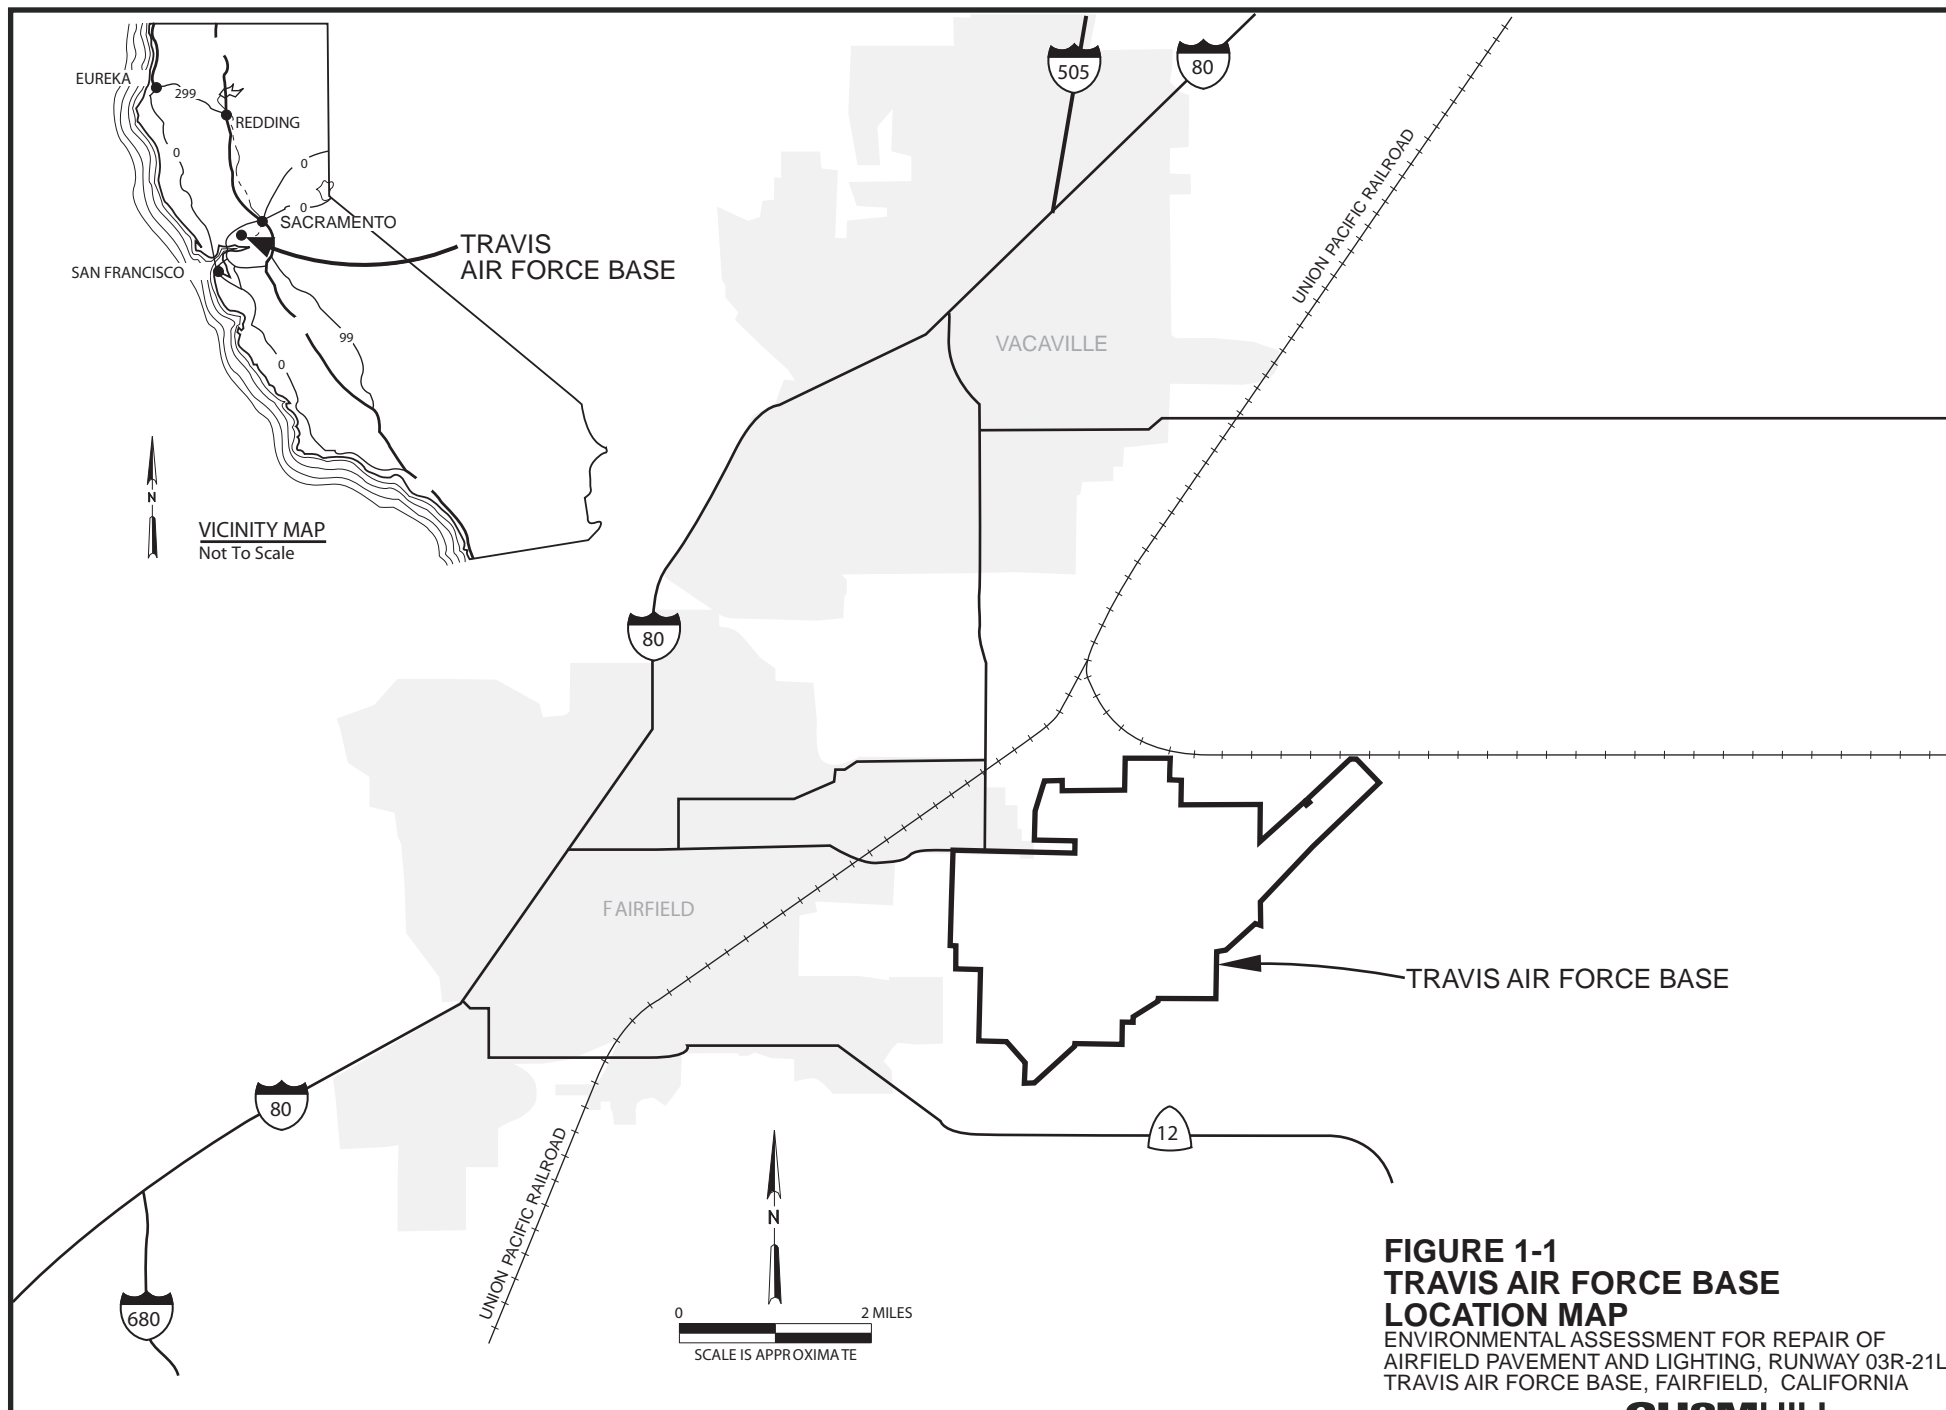 EUREKA
299
REDDING
0
0
0
SACRAMENTO
TRAVIS
AIR FORCE BASE
SAN FRANCISCO
99
0
N
VICINITY MAP
Not To Scale
505
80
UNION PACIFIC RAILROAD
VACAVILLE
80
FAIRFIELD
TRAVIS AIR FORCE BASE
80
12
UNION PACIFIC RAILROAD
680
N
0 2 MILES
SCALE IS APPROXIMATE
FIGURE 1-1
TRAVIS AIR FORCE BASE
LOCATION MAP
ENVIRONMENTAL ASSESSMENT FOR REPAIR OF
AIRFIELD PAVEMENT AND LIGHTING, RUNWAY 03R-21L
TRAVIS AIR FORCE BASE, FAIRFIELD, CALIFORNIA